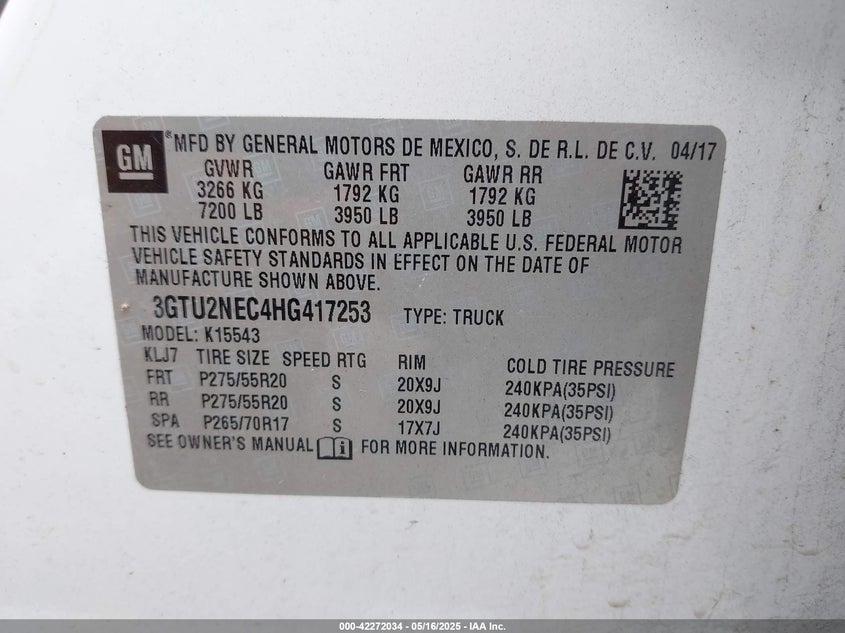 GM
®MFD BY GENERAL MOTORS DE MEXICO, S. DE R.L. DE C.V. 04/17
GVWR GAWR FRT GAWR RR
3266 KG 1792 KG 1792 KG
7200 LB 3950 LB 3950 LB
THIS VEHICLE CONFORMS TO ALL APPLICABLE U.S. FEDERAL MOTOR
VEHICLE SAFETY STANDARDS IN EFFECT ON THE DATE OF
MANUFACTURE SHOWN ABOVE.
3GTU2NEC4HG417253 TYPE: TRUCK
MODEL: K15543
KLJ7 TIRE SIZE SPEED RTG RIM COLD TIRE PRESSURE
FRT P275/55R20 S 20X9J 240KPA(35PSI)
RR P275/55R20 S 20X9J 240KPA(35PSI)
SPA P265/70R17 S 17X7J 240KPA(35PSI)
SEE OWNER'S MANUAL i FOR MORE INFORMATION.
000-42272034 - 05/16/2025 - IAA Inc.